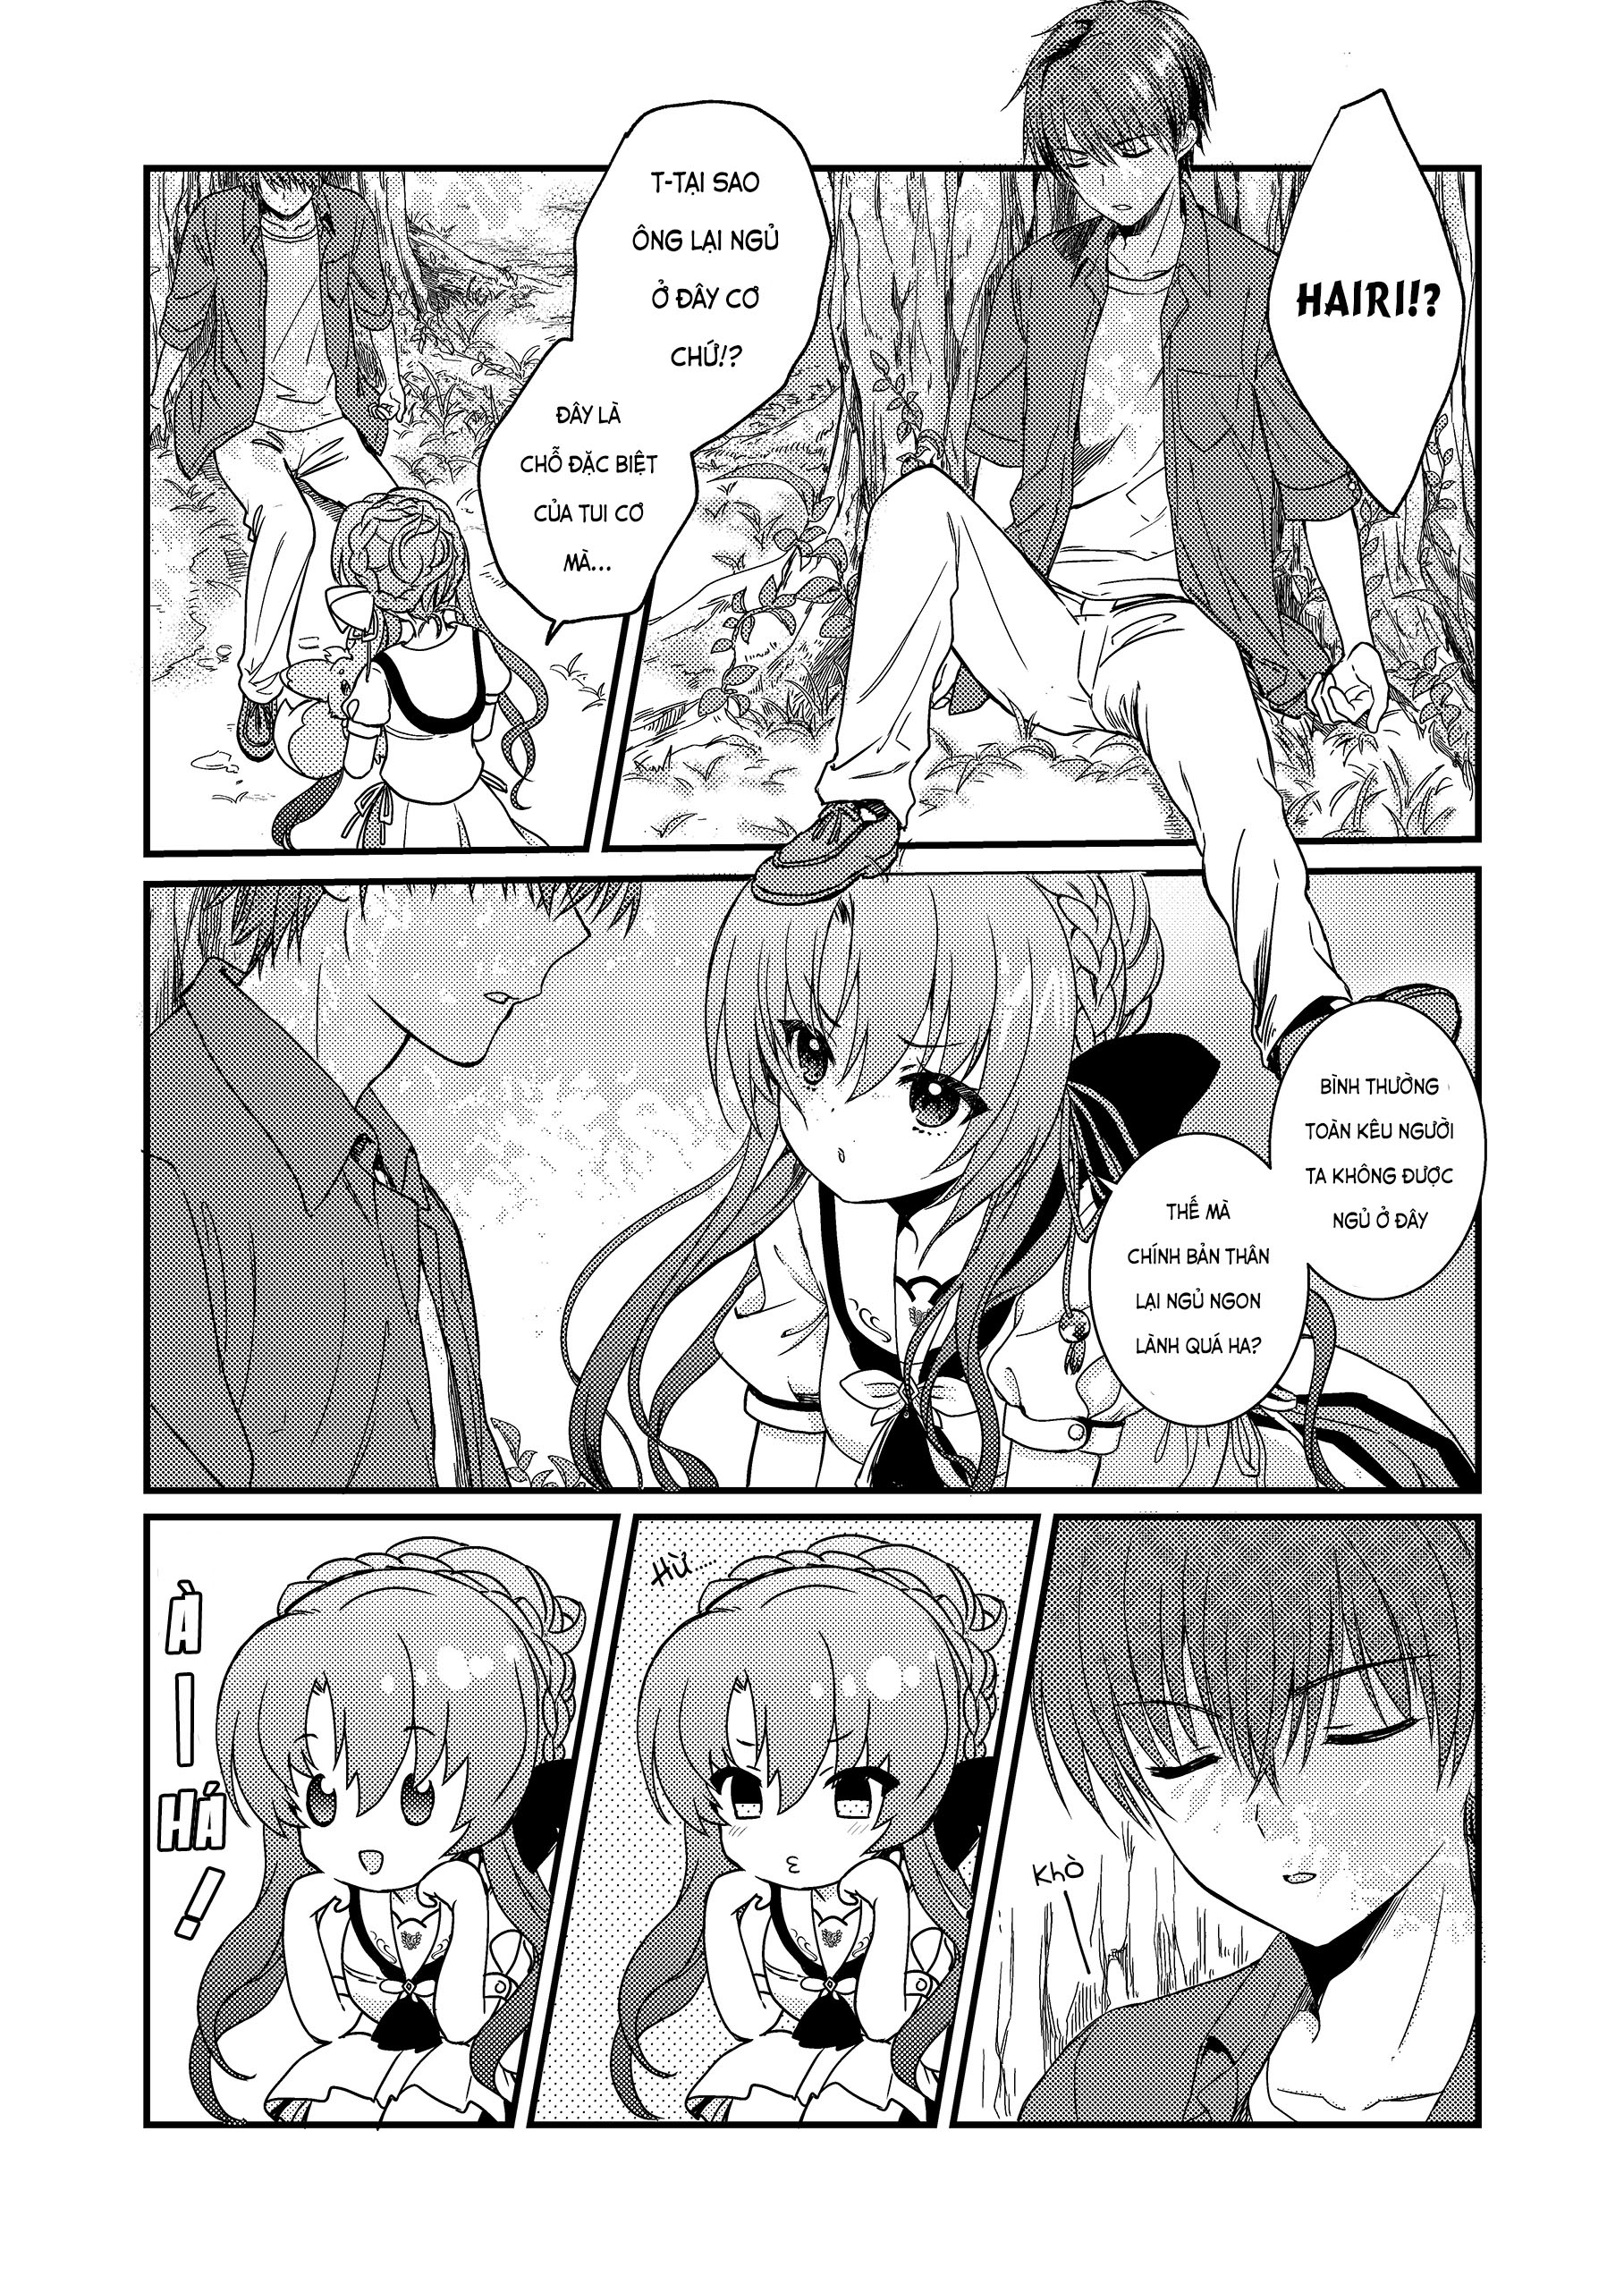 HAIRI!?
T-TẠI SAO
ÔNG LẠI NGỦ
Ở ĐÂY CƠ
CHỨ!?
ĐÂY LÀ
CHỖ ĐẶC BIỆT
CỦA TUI CƠ
MÀ...
BÌNH THƯỜNG
TOÀN KÊU NGƯỜI
TA KHÔNG ĐƯỢC
NGỦ Ở ĐÂY
THẾ MÀ
CHÍNH BẢN THÂN
LẠI NGỦ NGON
LÀNH QUÁ HA?
Khò
HỪ.....
À
|
HÁ
!